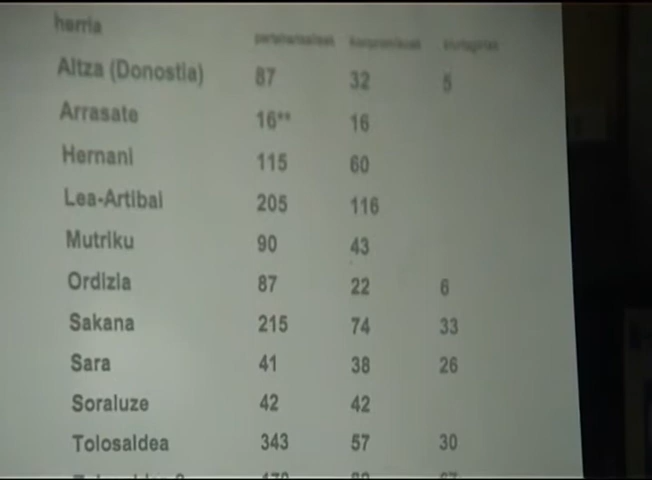 herria
Altza (Donostia) 87 32 5
Arrasate 16** 16
Hernani 115 60
Lea-Artibai 205 116
Mutriku 90 43
Ordizia 87 22 6
Sakana 215 74 33
Sara 41 38 26
Soraluze 42 42
Tolosaldea 343 57 30